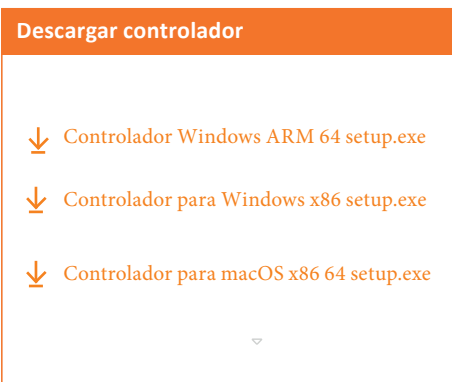 Descargar controlador
Controlador Windows ARM 64 setup.exe
Controlador para Windows x86 setup.exe
Controlador para macOS x86 64 setup.exe